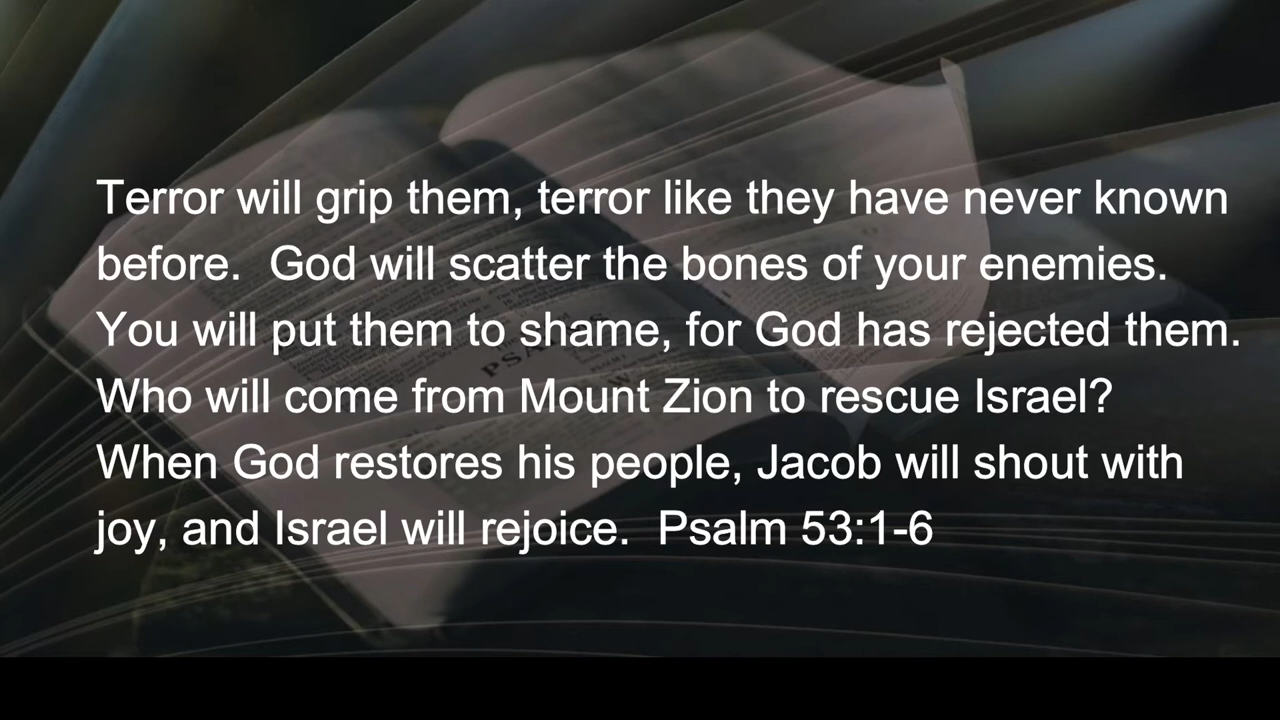 Terror will grip them, terror like they have never known
before.  God will scatter the bones of your enemies.
You will put them to shame, for God has rejected them.
Who will come from Mount Zion to rescue Israel?
When God restores his people, Jacob will shout with
joy, and Israel will rejoice.  Psalm 53:1-6
PSALMS